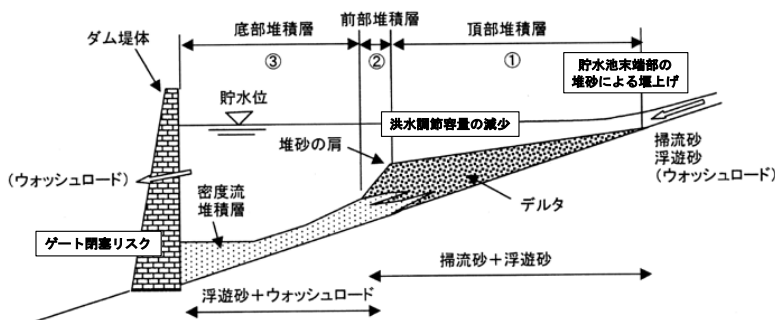 底部堆積層
前部堆積層
頂部堆積層
ダム堤体
③
②
①
貯水池末端部の
堆砂による堰上げ
貯水位
洪水調節容量の減少
堆砂の肩
掃流砂
浮遊砂
(ウォッシュロード)
(ウォッシュロード)
密度流
堆積層
デルタ
ゲート閉塞リスク
掃流砂+浮遊砂
浮遊砂+ウォッシュロード